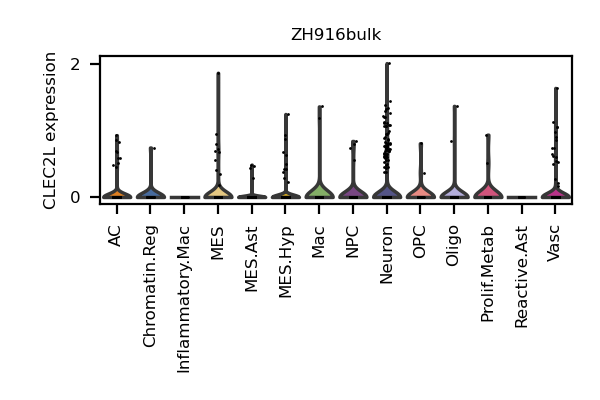 ZH916bulk
CLEC2L expression
2
0
AC
Chromatin.Reg
Inflammatory.Mac
MES
MES.Ast
MES.Hyp
Mac
NPC
Neuron
OPC
Oligo
Prolif.Metab
Reactive.Ast
Vasc